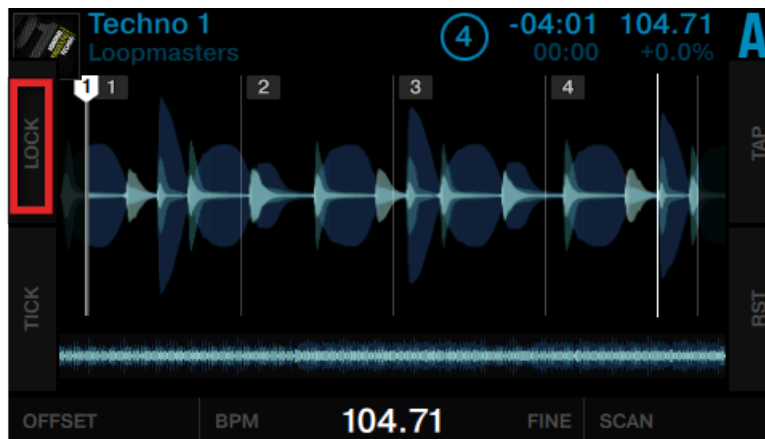 Techno 1
Loopmasters
4
-04:01 104.71
00:00 +0.0%
A
1 1 2 3 4
LOCK
TICK
TAP
RST
OFFSET BPM 104.71 FINE SCAN